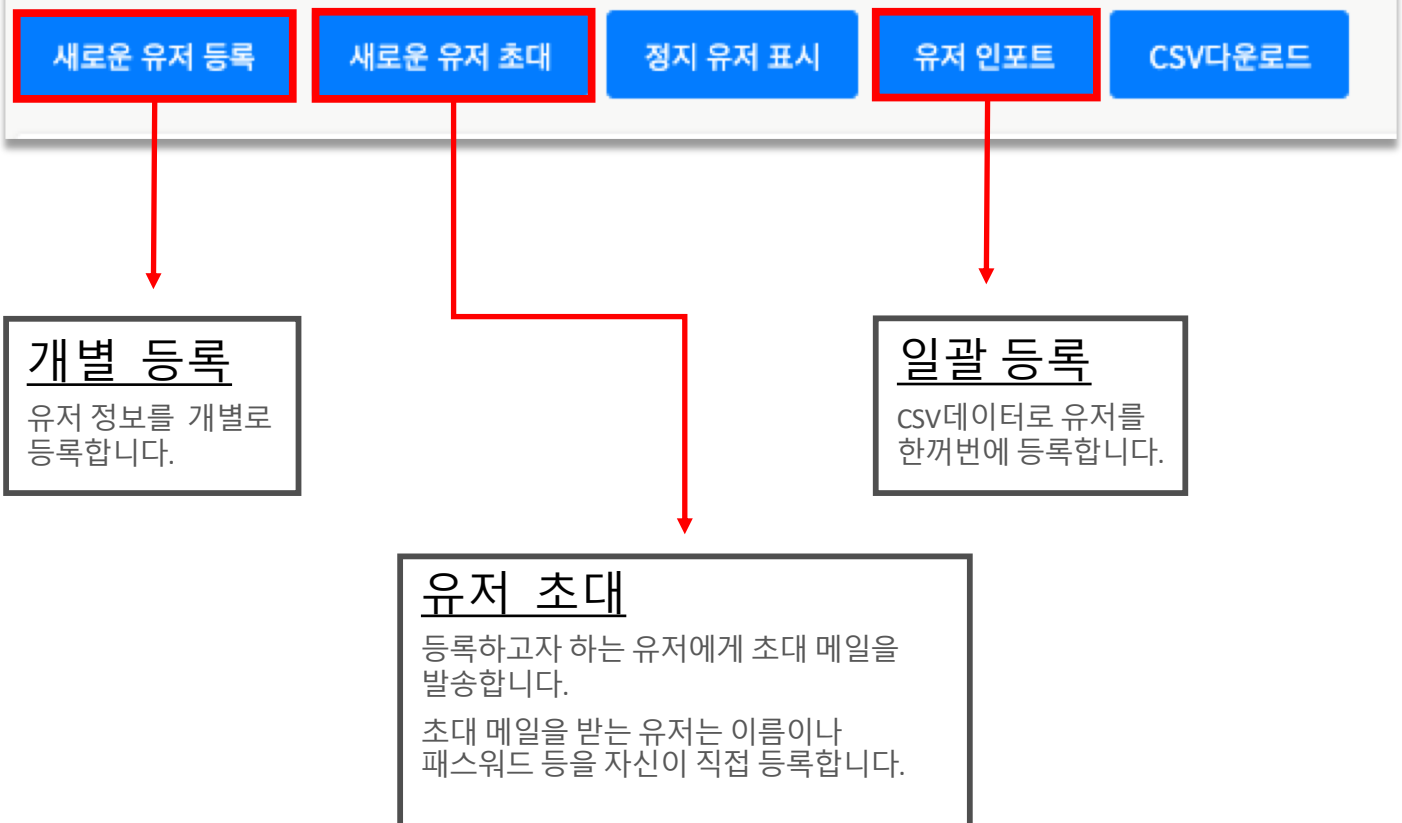 새로운 유저 등록 새로운 유저 초대 정지 유저 표시 유저 인포트 CSV다운로드
개별 등록
유저 정보를 개별로
등록합니다.
일괄 등록
CSV데이터로 유저를
한꺼번에 등록합니다.
유저 초대
등록하고자 하는 유저에게 초대 메일을
발송합니다.
초대 메일을 받는 유저는 이름이나
패스워드 등을 자신이 직접 등록합니다.